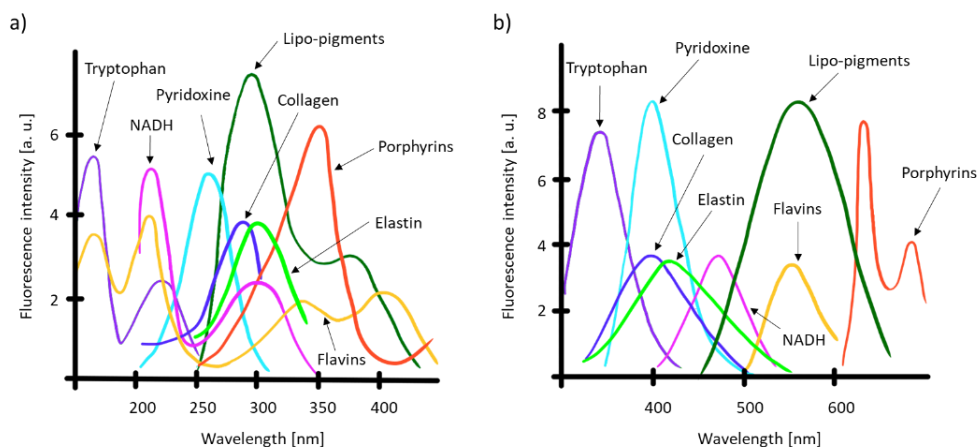 a)
Lipo-pigments
Tryptophan
Pyridoxine
Collagen
NADH
Porphyrins
Elastin
Flavins
6
4
2
200 250 300 350 400
Fluorescence intensity [a. u.]
Wavelength [nm]
b)
Pyridoxine
Tryptophan
Lipo-pigments
Collagen
Porphyrins
Elastin
Flavins
NADH
8
6
4
2
400 500 600
Fluorescence intensity [a. u.]
Wavelength [nm]